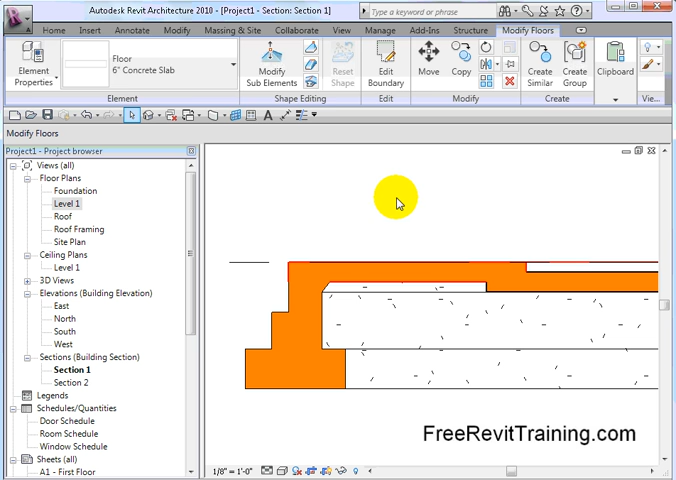 Autodesk Revit Architecture 2010 - [Project1 - Section: Section 1]
Type a keyword or phrase
Home Insert Annotate Modify Massing & Site Collaborate View Manage Add-Ins Structure Modify Floors
Floor
6" Concrete Slab
Element Properties
Modify Sub Elements
Reset Shape
Edit Boundary
Move
Copy
Create Similar
Create Group
Clipboard
Element
Shape Editing
Edit
Modify
Create
View...
Modify Floors
Project1 - Project browser
Views (all)
Floor Plans
Foundation
Level 1
Roof
Roof Framing
Site Plan
Ceiling Plans
Level 1
3D Views
Elevations (Building Elevation)
East
North
South
West
Sections (Building Section)
Section 1
Section 2
Legends
Schedules/Quantities
Door Schedule
Room Schedule
Window Schedule
Sheets (all)
A1 - First Floor
FreeRevitTraining.com
1/8" = 1'-0"